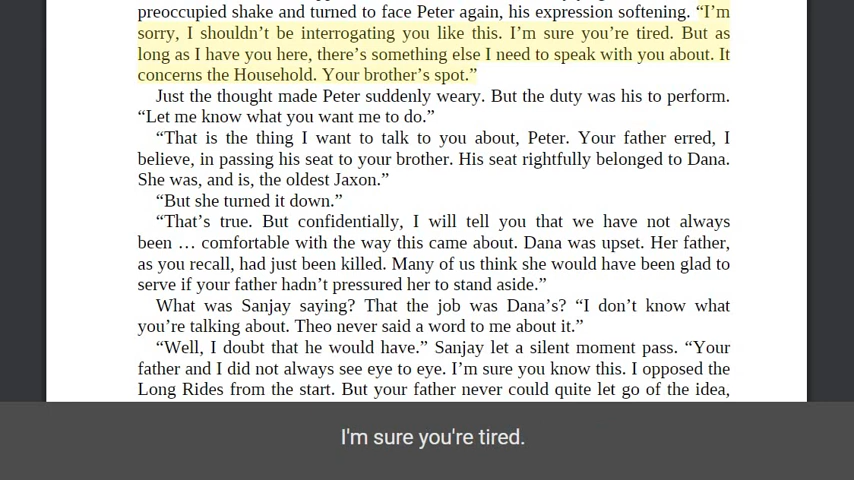 preoccupied shake and turned to face Peter again, his expression softening. “I’m
sorry, I shouldn’t be interrogating you like this. I’m sure you’re tired. But as
long as I have you here, there’s something else I need to speak with you about. It
concerns the Household. Your brother’s spot.”
Just the thought made Peter suddenly weary. But the duty was his to perform.
“Let me know what you want me to do.”
“That is the thing I want to talk to you about, Peter. Your father erred, I
believe, in passing his seat to your brother. His seat rightfully belonged to Dana.
She was, and is, the oldest Jaxon.”
“But she turned it down.”
“That’s true. But confidentially, I will tell you that we have not always
been … comfortable with the way this came about. Dana was upset. Her father,
as you recall, had just been killed. Many of us think she would have been glad to
serve if your father hadn’t pressured her to stand aside.”
What was Sanjay saying? That the job was Dana’s? “I don’t know what
you’re talking about. Theo never said a word to me about it.”
“Well, I doubt that he would have.” Sanjay let a silent moment pass. “Your
father and I did not always see eye to eye. I’m sure you know this. I opposed the
Long Rides from the start. But your father never could quite let go of the idea,
I'm sure you're tired.